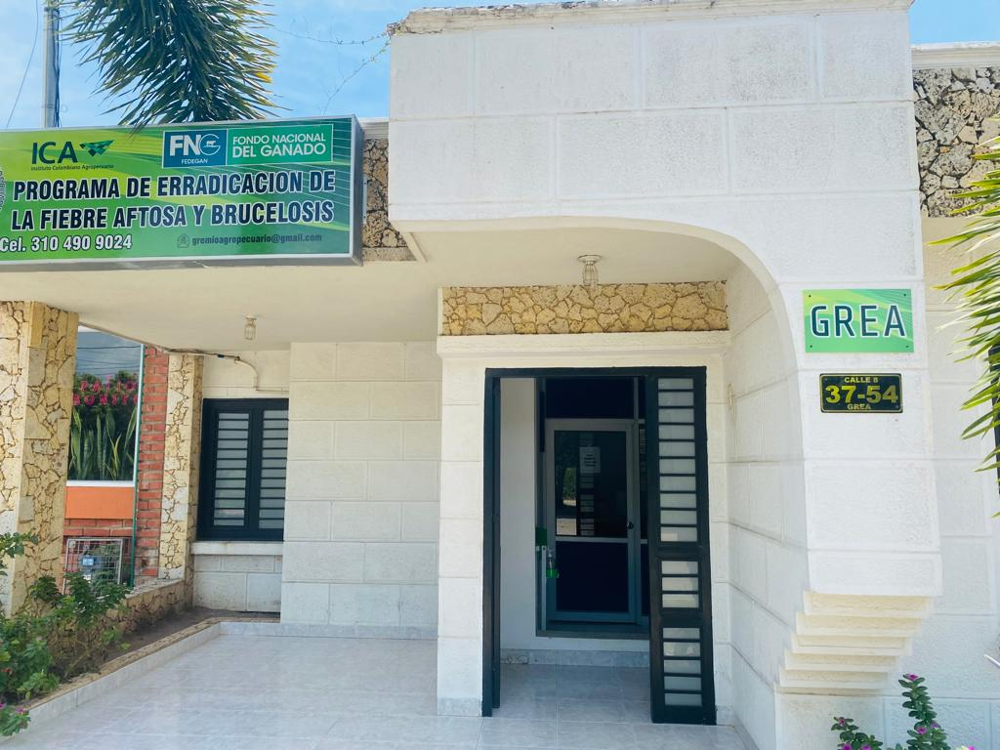 ICA
Instituto Colombiano Agropecuario
FNG
FEDEGAN
FONDO NACIONAL
DEL GANADO
PROGRAMA DE ERRADICACION DE
LA FIEBRE AFTOSA Y BRUCELOSIS
Cel. 310 490 9024
gremioagropecuario@gmail.com
PATIO
BONITO
GREA
CALLE 8
37-54
GREA